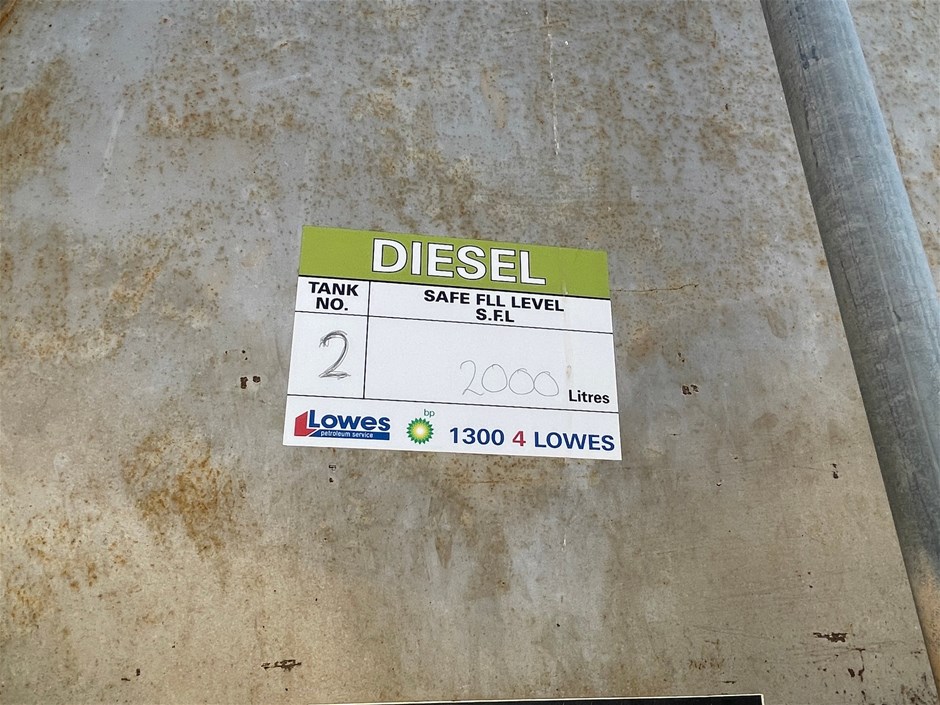 DIESEL
TANK NO.
SAFE FLL LEVEL
S.F.L
2
2000 Litres
Lowes
petroleum service
bp
1300 4 LOWES